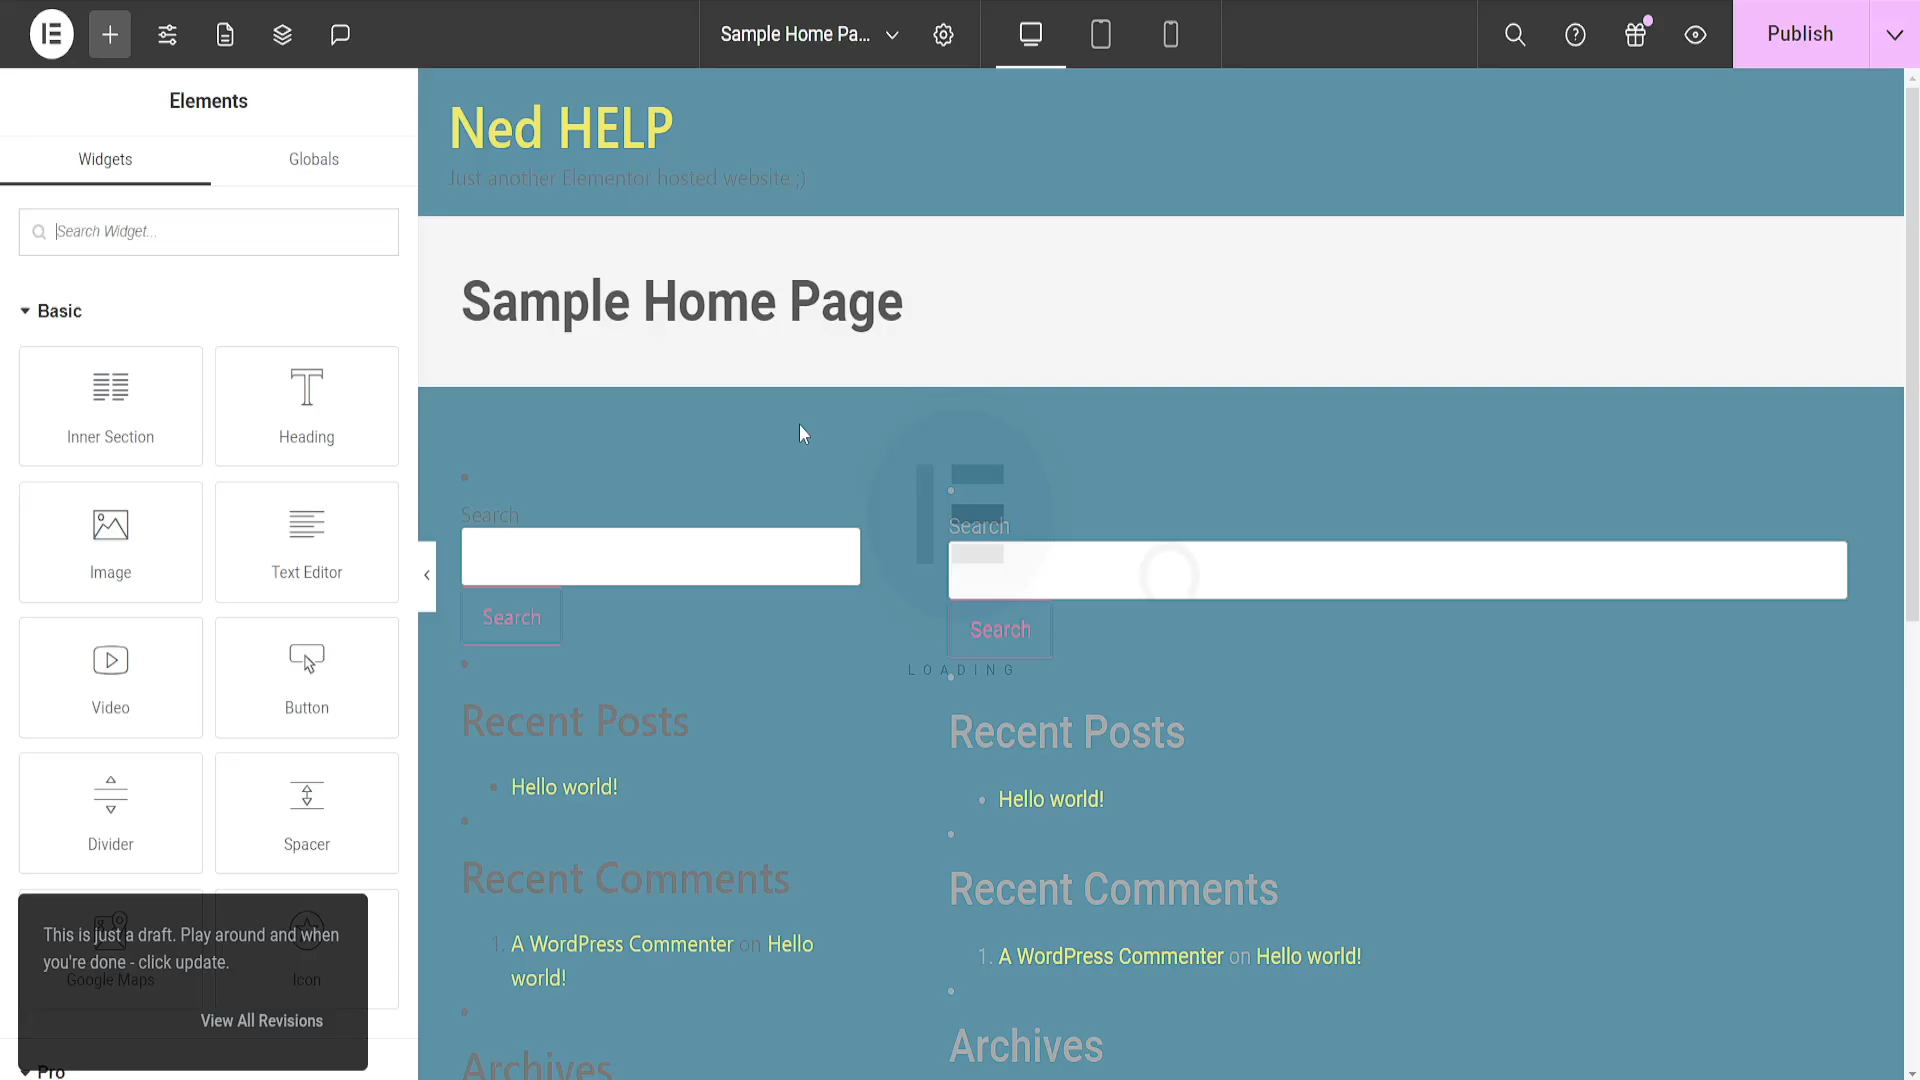 Sample Home Pa...
Publish
Elements
Widgets
Globals
Search Widget...
Basic
Inner Section
Heading
Image
Text Editor
Video
Button
Divider
Spacer
Google Maps
Icon
This is just a draft. Play around and when
you're done - click update.
View All Revisions
Pro
Ned HELP
Just another Elementor hosted website ;)
Sample Home Page
Search
Search
Recent Posts
Hello world!
Recent Comments
1. A WordPress Commenter on Hello
world!
Archives
LOADING
Search
Search
Recent Posts
Hello world!
Recent Comments
1. A WordPress Commenter on Hello world!
Archives